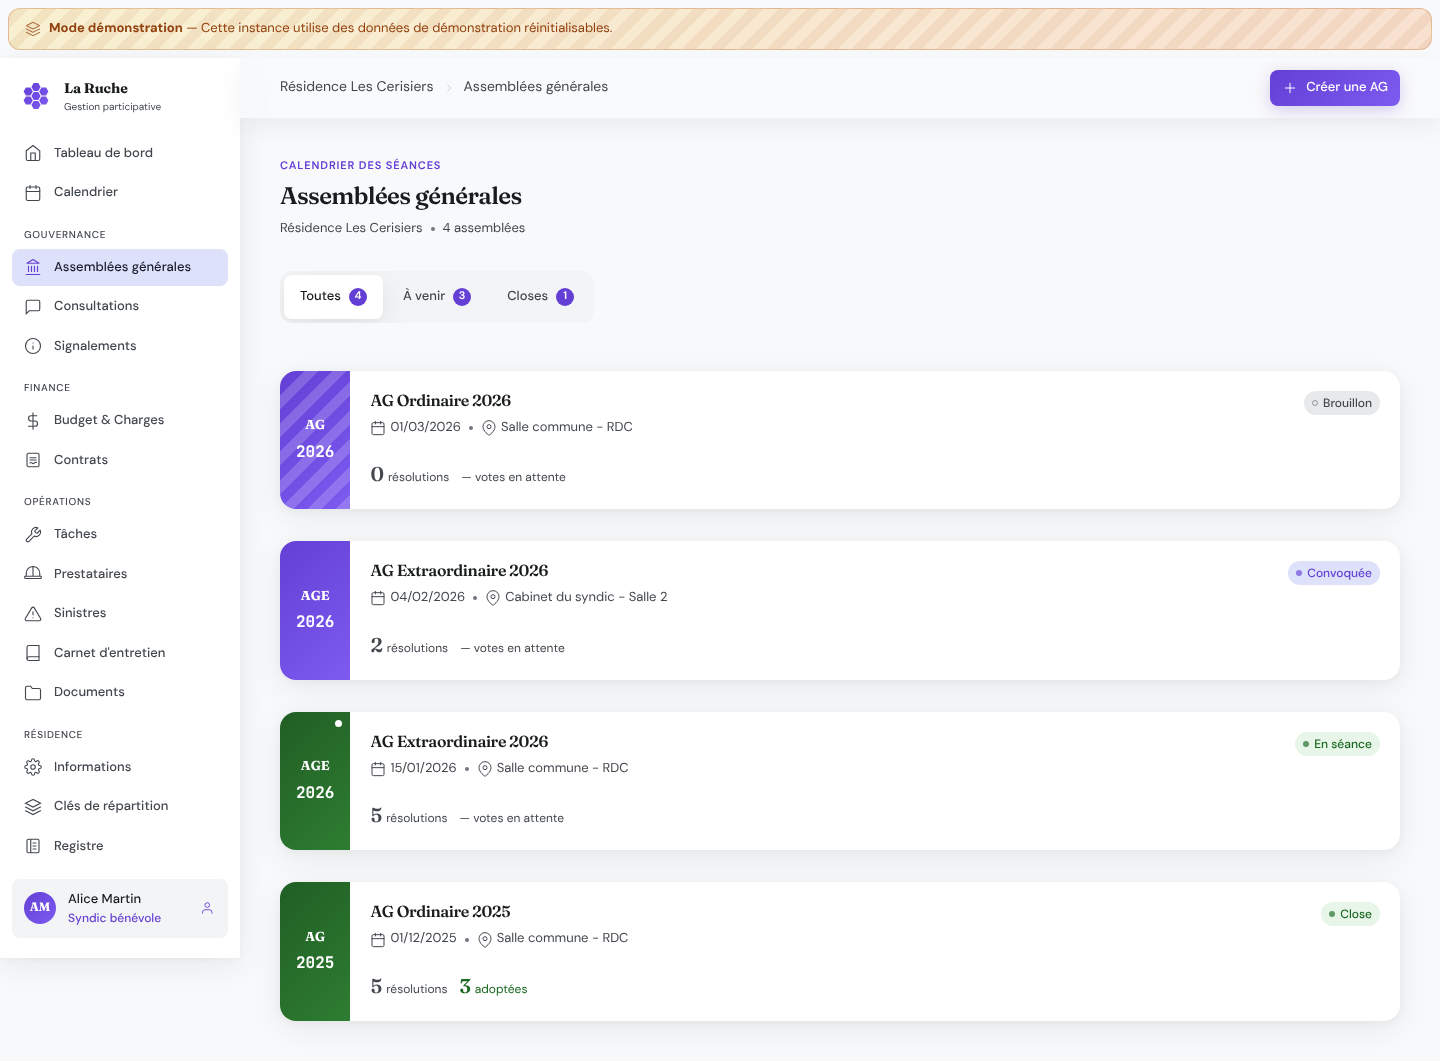 Mode démonstration — Cette instance utilise des données de démonstration réinitialisables.
La Ruche
Gestion participative
Tableau de bord
Calendrier
GOUVERNANCE
Assemblées générales
Consultations
Signalements
FINANCE
Budget & Charges
Contrats
OPÉRATIONS
Tâches
Prestataires
Sinistres
Carnet d'entretien
Documents
RÉSIDENCE
Informations
Clés de répartition
Registre
AM
Alice Martin
Syndic bénévole
Résidence Les Cerisiers > Assemblées générales
Créer une AG
CALENDRIER DES SÉANCES
Assemblées générales
Résidence Les Cerisiers • 4 assemblées
Toutes 4 À venir 3 Closes 1
AG
2026
AG Ordinaire 2026
Brouillon
01/03/2026 • Salle commune - RDC
0 résolutions — votes en attente
AGE
2026
AG Extraordinaire 2026
Convoquée
04/02/2026 • Cabinet du syndic - Salle 2
2 résolutions — votes en attente
AGE
2026
AG Extraordinaire 2026
En séance
15/01/2026 • Salle commune - RDC
5 résolutions — votes en attente
AG
2025
AG Ordinaire 2025
Close
01/12/2025 • Salle commune - RDC
5 résolutions 3 adoptées